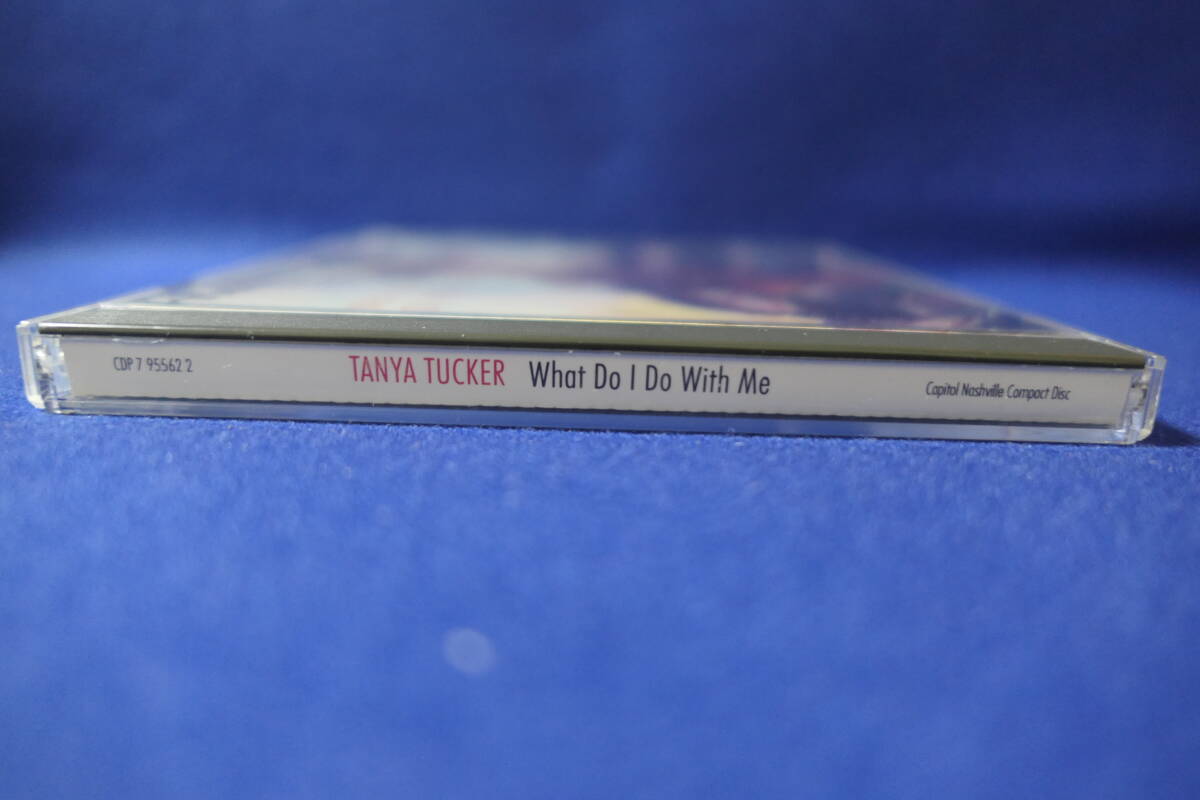 CDP 7 95562 2 TANYA TUCKER What Do I Do With Me Capitol Nashville Compact Disc